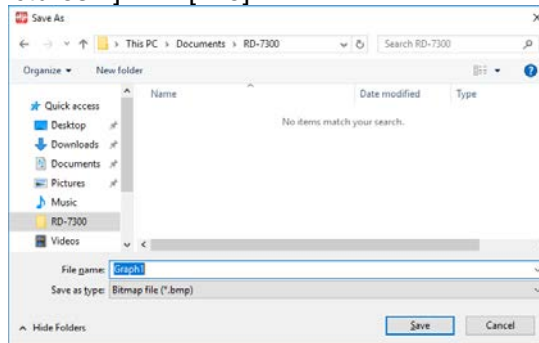 Save As
This PC > Documents > RD-7300
Search RD-7300
Organize
New folder
Name
Date modified
Type
No items match your search.
Quick access
Desktop
Downloads
Documents
Pictures
Music
RD-7300
Videos
File name: Graph1
Save as type: Bitmap file (*.bmp)
Hide Folders
Save
Cancel